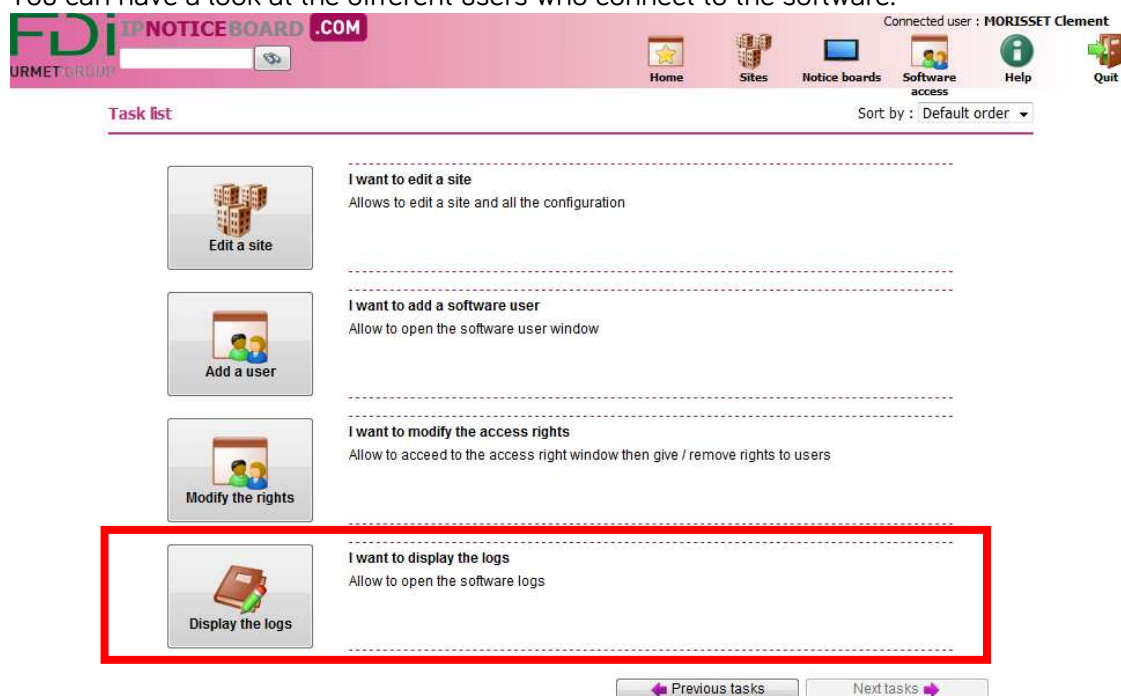 You can have a look at the different users who connect to the software.
FDi IPNOTICEBOARD .COM
Connected user : MORISSET Clement
URMET GROUP
Home
Sites
Notice boards
Software access
Help
Quit
Task list
Sort by : Default order
I want to edit a site
Allows to edit a site and all the configuration
Edit a site
I want to add a software user
Allow to open the software user window
Add a user
I want to modify the access rights
Allow to acceed to the access right window then give / remove rights to users
Modify the rights
I want to display the logs
Allow to open the software logs
Display the logs
Previous tasks
Next tasks